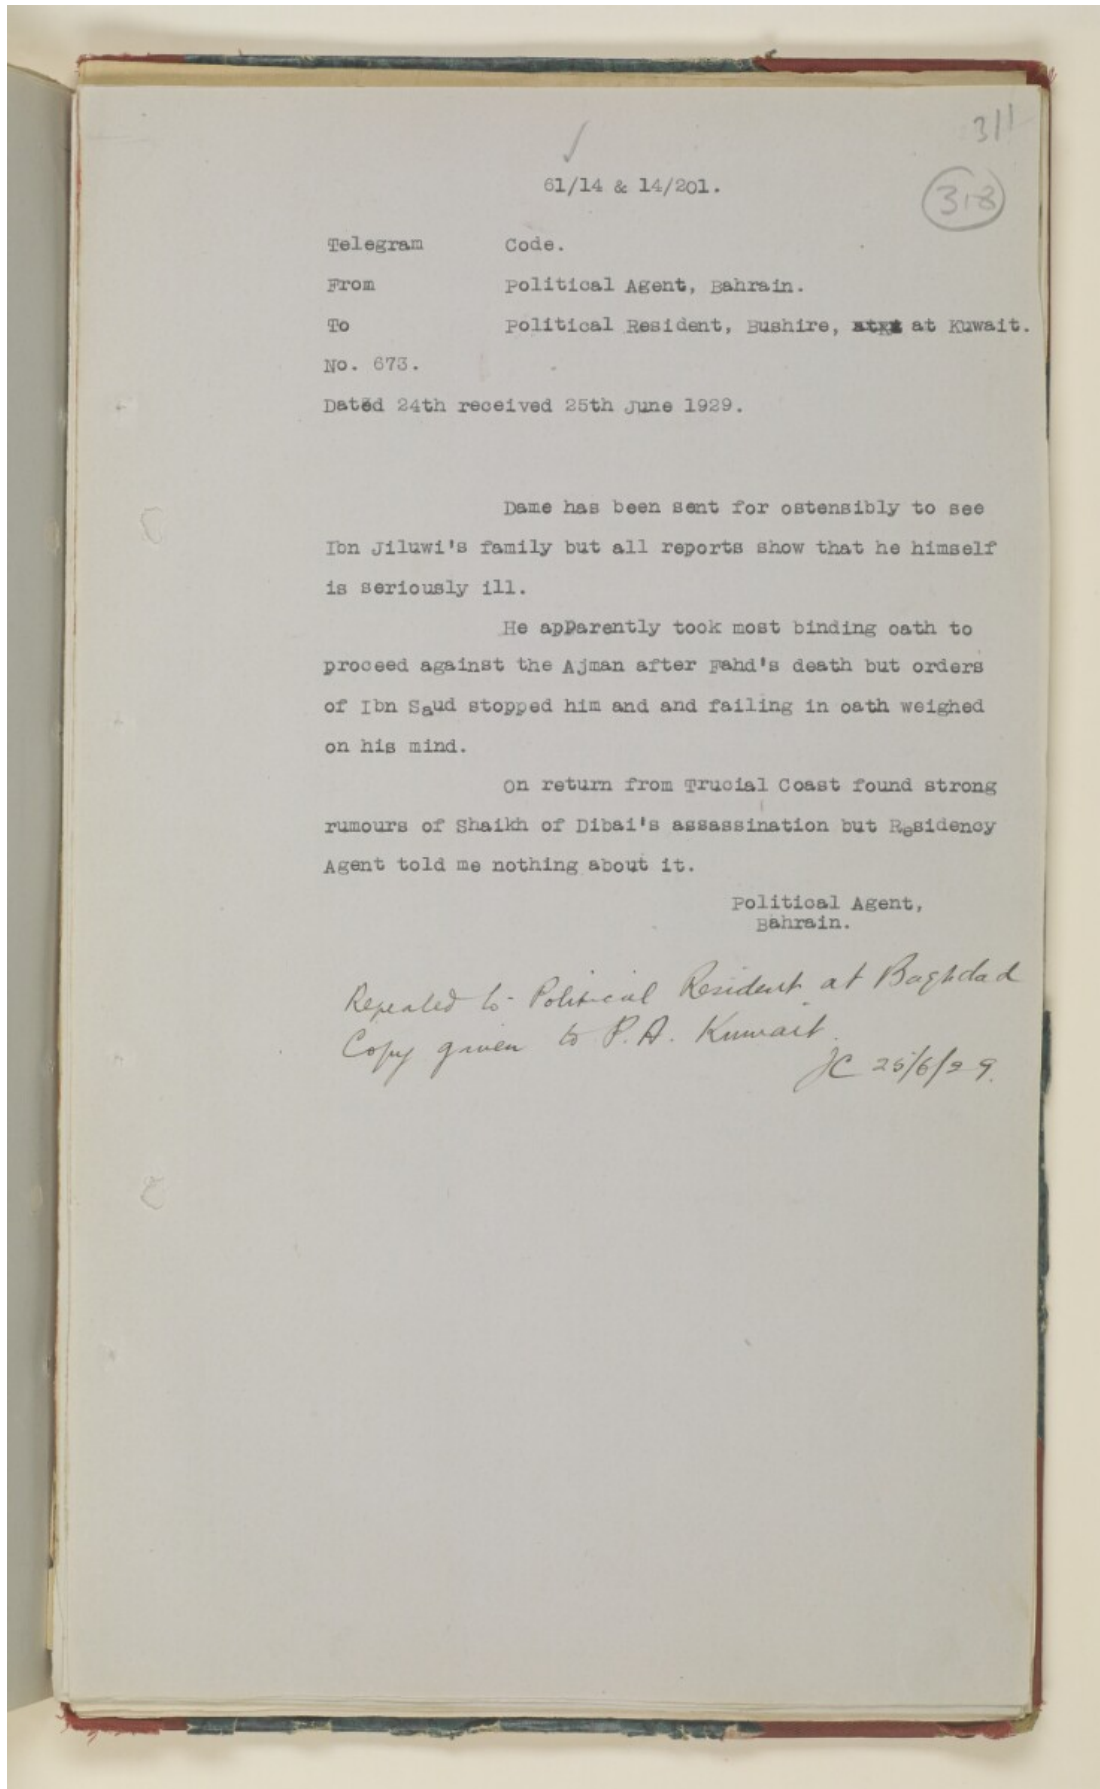 311
61/14 & 14/201.
318
Telegram Code.
From Political Agent, Bahrain.
To Political Resident, Bushire, at Kuwait.
No. 673.
Dated 24th received 25th June 1929.
Dame has been sent for ostensibly to see
Ibn Jiluwi's family but all reports show that he himself
is seriously ill.
He apparently took most binding oath to
proceed against the Ajman after Fahd's death but orders
of Ibn Saud stopped him and and failing in oath weighed
on his mind.
On return from Trucial Coast found strong
rumours of Shaikh of Dibai's assassination but Residency
Agent told me nothing about it.
Political Agent,
Bahrain.
Repeated to Political Resident at Baghdad
Copy given to P.A. Kuwait.
JC 25/6/29.